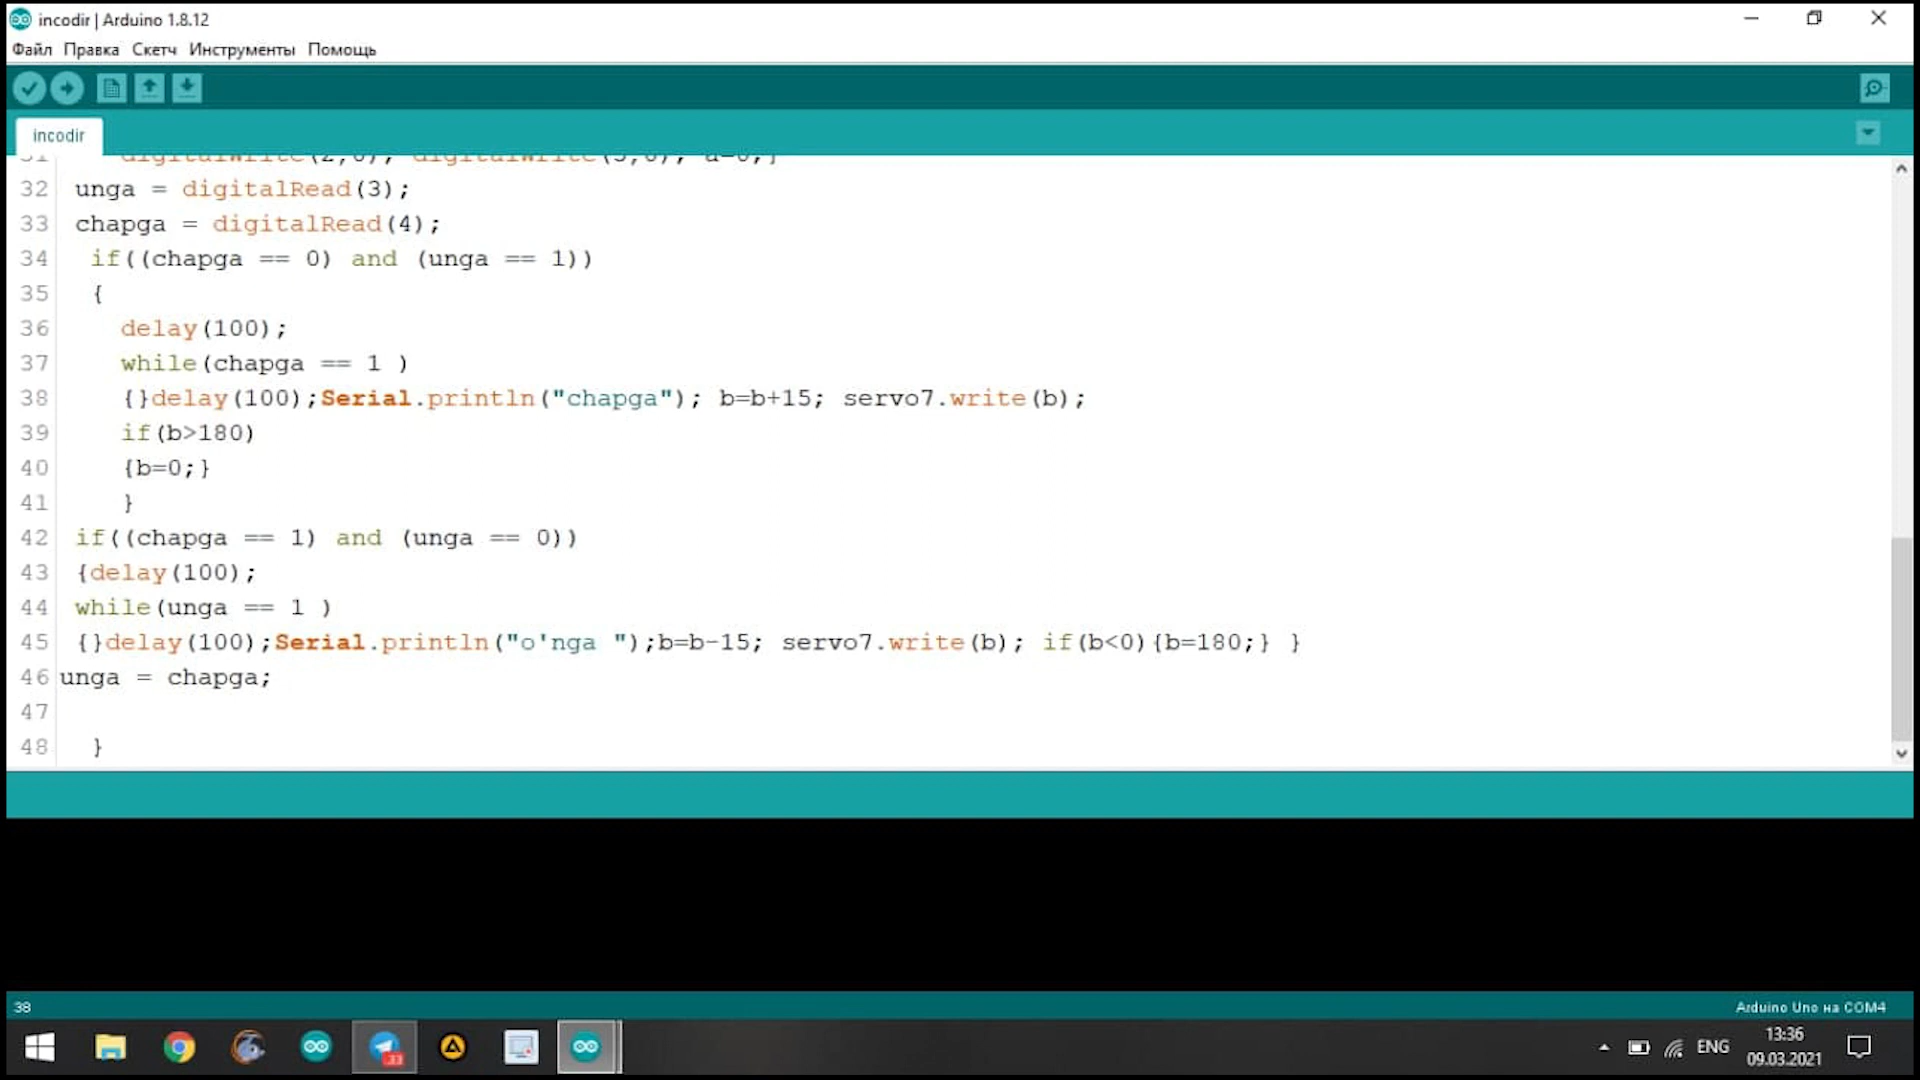 incodir | Arduino 1.8.12
Файл Правка Скетч Инструменты Помощь
incodir
32 unga = digitalRead(3);
33 chapga = digitalRead(4);
34 if((chapga == 0) and (unga == 1))
35 {
36 delay(100);
37 while(chapga == 1 )
38 {}delay(100);Serial.println("chapga"); b=b+15; servo7.write(b);
39 if(b>180)
40 {b=0;}
41 }
42 if((chapga == 1) and (unga == 0))
43 {delay(100);
44 while(unga == 1 )
45 {}delay(100);Serial.println("o'nga ");b=b-15; servo7.write(b); if(b<0){b=180;} }
46 unga = chapga;
47
48 }
38
Arduino Uno на COM4
33
ENG
13:36
09.03.2021